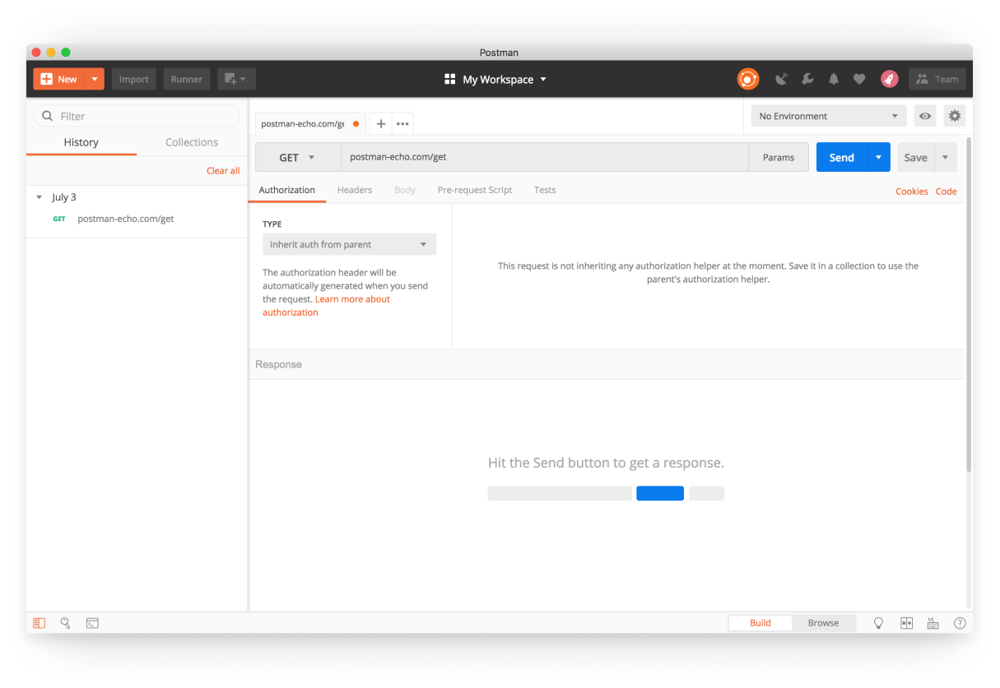 Postman
New
Import
Runner
My Workspace
Team
Filter
History
Collections
Clear all
July 3
GET postman-echo.com/get
postman-echo.com/ge
No Environment
GET
postman-echo.com/get
Params
Send
Save
Authorization
Headers
Body
Pre-request Script
Tests
Cookies
Code
TYPE
Inherit auth from parent
The authorization header will be
automatically generated when you send
the request. Learn more about
authorization
This request is not inheriting any authorization helper at the moment. Save it in a collection to use the
parent's authorization helper.
Response
Hit the Send button to get a response.
Build
Browse